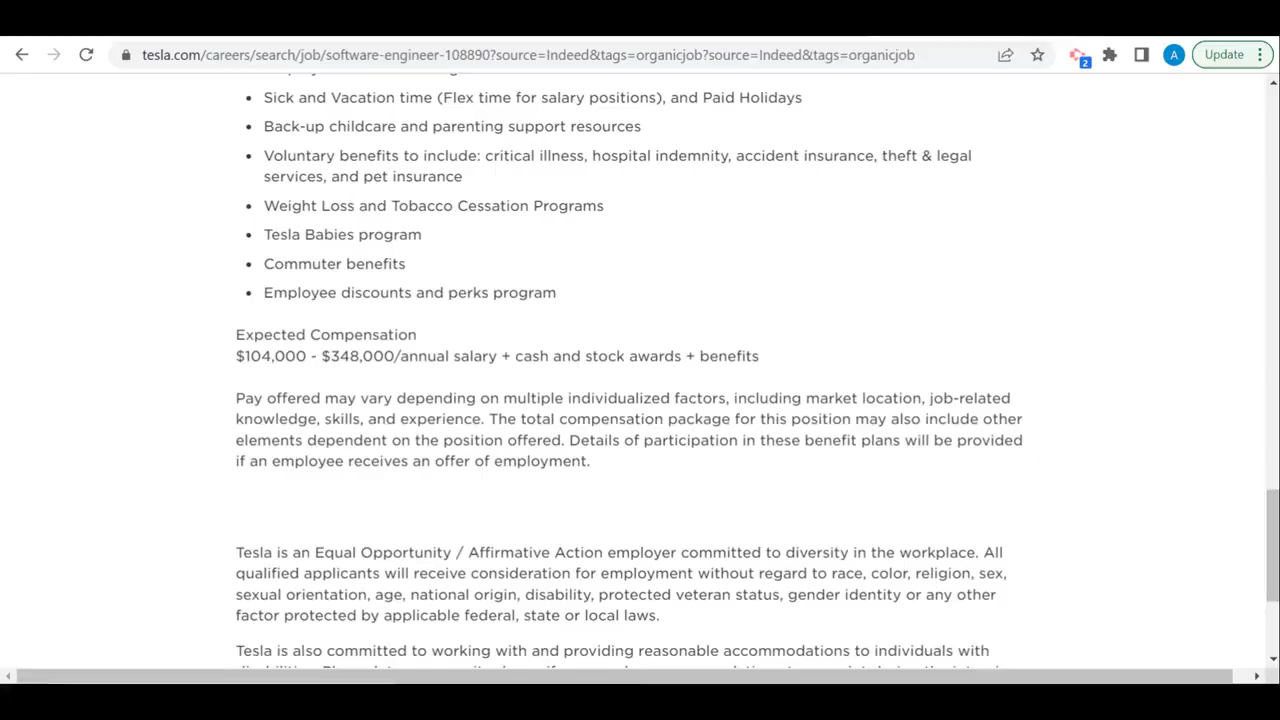 tesla.com/careers/search/job/software-engineer-108890?source=Indeed&tags=organicjob?source=Indeed&tags=organicjob
2
A
Update
• Sick and Vacation time (Flex time for salary positions), and Paid Holidays
• Back-up childcare and parenting support resources
• Voluntary benefits to include: critical illness, hospital indemnity, accident insurance, theft & legal
services, and pet insurance
• Weight Loss and Tobacco Cessation Programs
• Tesla Babies program
• Commuter benefits
• Employee discounts and perks program
Expected Compensation
$104,000 - $348,000/annual salary + cash and stock awards + benefits
Pay offered may vary depending on multiple individualized factors, including market location, job-related
knowledge, skills, and experience. The total compensation package for this position may also include other
elements dependent on the position offered. Details of participation in these benefit plans will be provided
if an employee receives an offer of employment.
Tesla is an Equal Opportunity / Affirmative Action employer committed to diversity in the workplace. All
qualified applicants will receive consideration for employment without regard to race, color, religion, sex,
sexual orientation, age, national origin, disability, protected veteran status, gender identity or any other
factor protected by applicable federal, state or local laws.
Tesla is also committed to working with and providing reasonable accommodations to individuals with